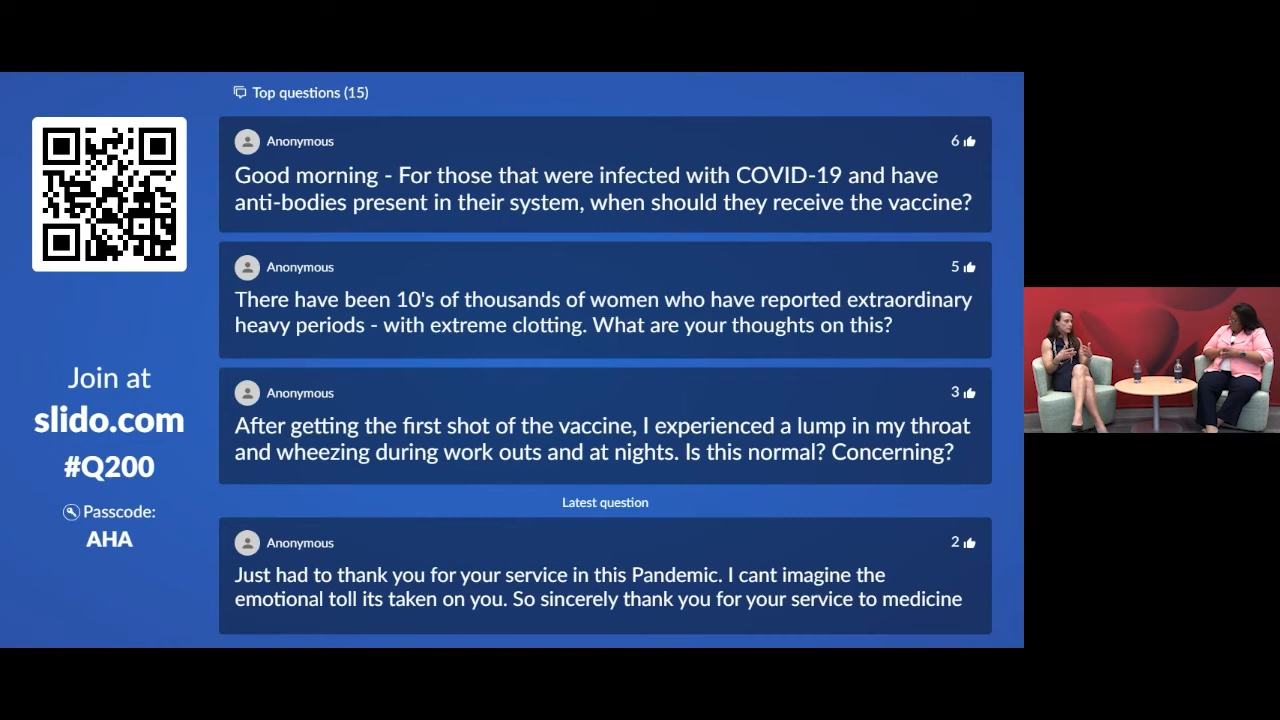 Top questions (15)
Anonymous
6
Good morning - For those that were infected with COVID-19 and have
anti-bodies present in their system, when should they receive the vaccine?
Anonymous
5
There have been 10's of thousands of women who have reported extraordinary
heavy periods - with extreme clotting. What are your thoughts on this?
Anonymous
3
After getting the first shot of the vaccine, I experienced a lump in my throat
and wheezing during work outs and at nights. Is this normal? Concerning?
Latest question
Anonymous
2
Just had to thank you for your service in this Pandemic. I cant imagine the
emotional toll its taken on you. So sincerely thank you for your service to medicine
Join at
slido.com
#Q200
Passcode:
AHA